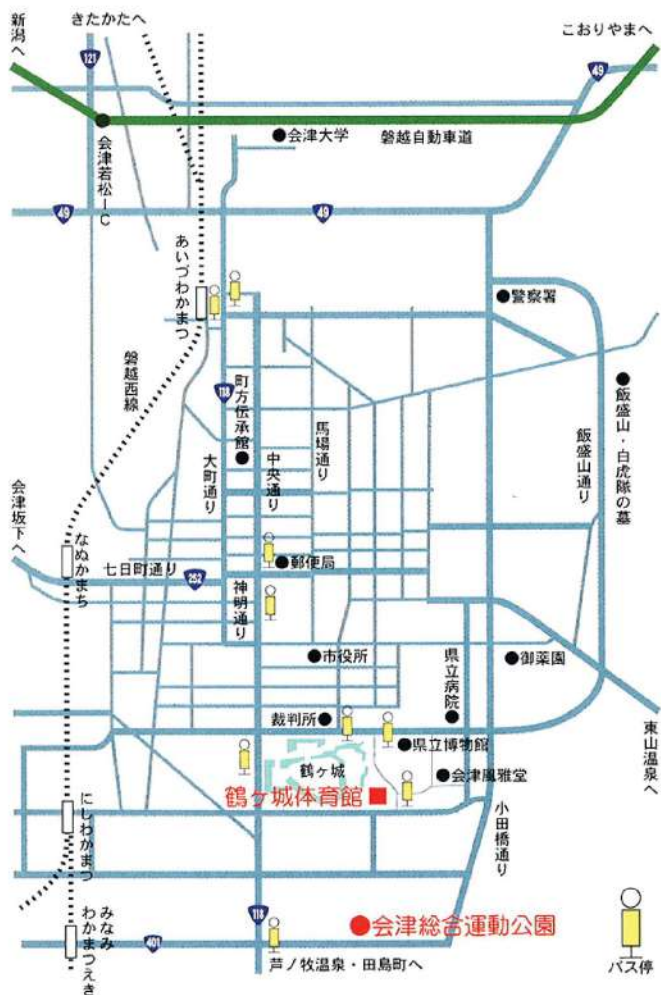 新潟へ
きたかたへ
こおりやまへ
121
49
会津大学
磐越自動車道
会津若松IC
49
49
あいづわかまつ
警察署
磐越西線
118
町方伝承館
大町通り
中央通り
馬場通り
飯盛山通り
飯盛山・白虎隊の墓
会津坂下へ
なぬかまち
七日町通り
252
郵便局
神明通り
市役所
県立病院
御薬園
裁判所
県立博物館
東山温泉へ
鶴ヶ城
会津風雅堂
鶴ヶ城体育館
小田橋通り
にしわかまつ
みなみ
わかまつえき
118
会津総合運動公園
401
芦ノ牧温泉・田島町へ
バス停